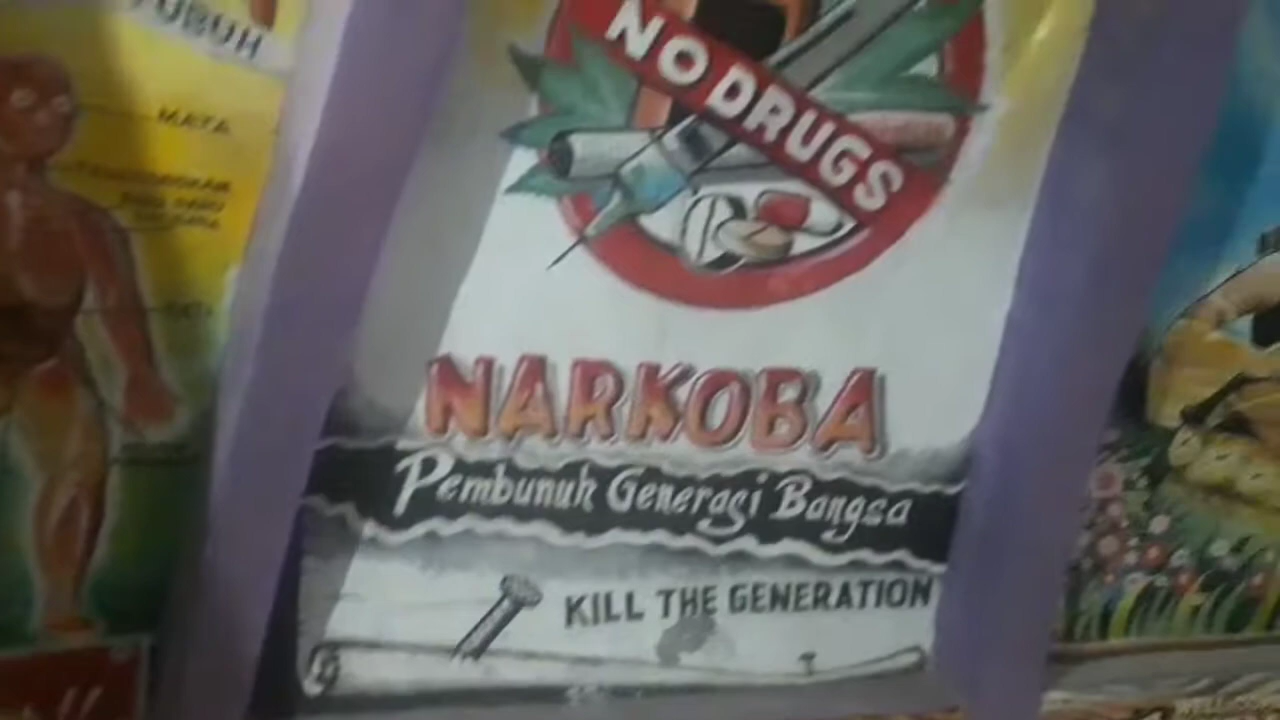 TUBUH
MATA
NO DRUGS
NARKOBA
Pembunuh Generasi Bangsa
KILL THE GENERATION